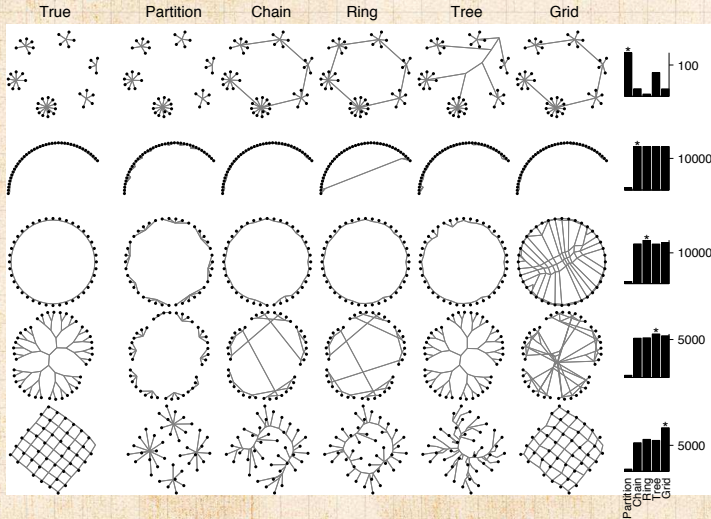 True Partition Chain Ring Tree Grid
*
100
*
10000
*
10000
*
5000
*
5000
Partition
Chain
Ring
Tree
Grid